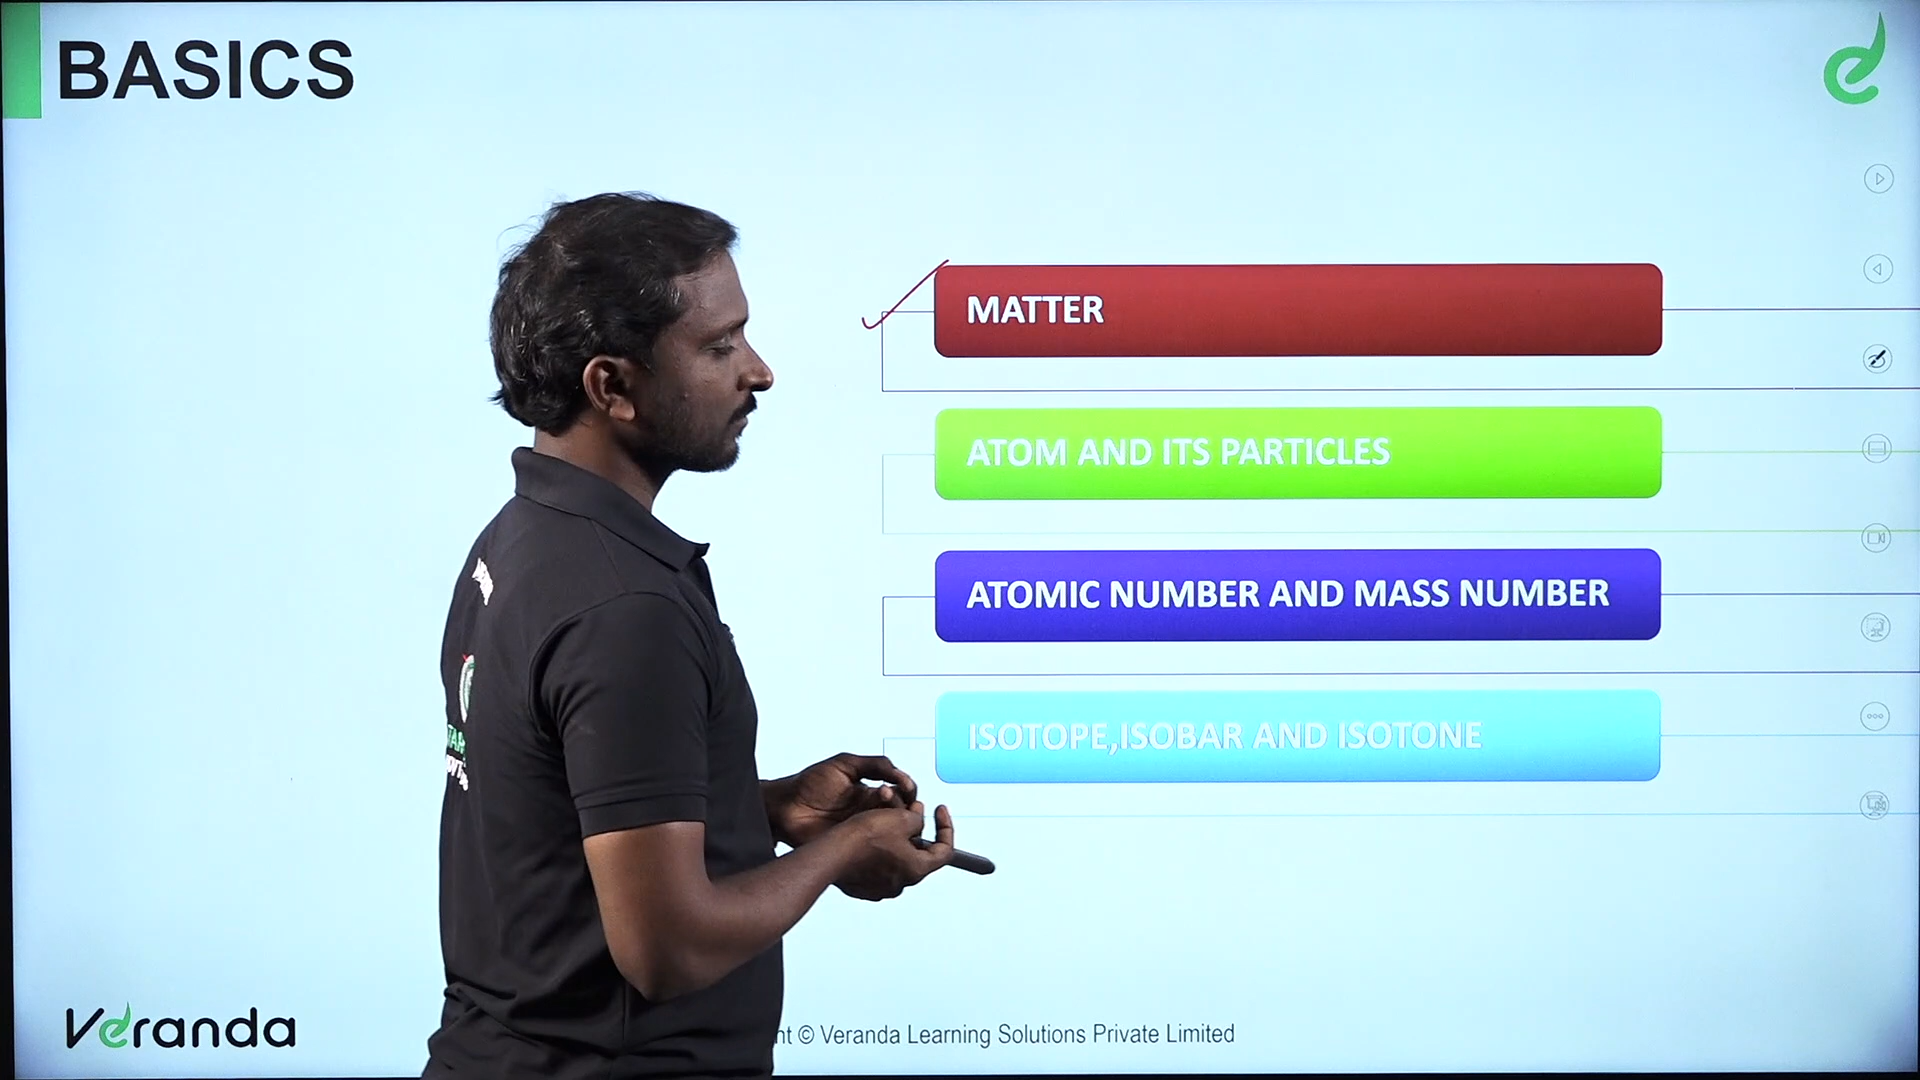 BASICS
MATTER
ATOM AND ITS PARTICLES
ATOMIC NUMBER AND MASS NUMBER
ISOTOPE,ISOBAR AND ISOTONE
Veranda
© Veranda Learning Solutions Private Limited